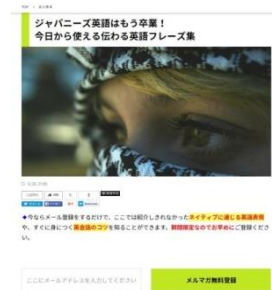 ジャパニーズ英語はもう卒業！
今日から使える伝わる英語フレーズ集
◆今ならメール登録をするだけで、ここでは紹介しきれなかったネイティブに通じる英語表現
や、すぐに身につく英会話のコツを知ることができます。期間限定なのでお早めにご登録くださ
い。
ここにメールアドレスを入力してください
メルマガ無料登録